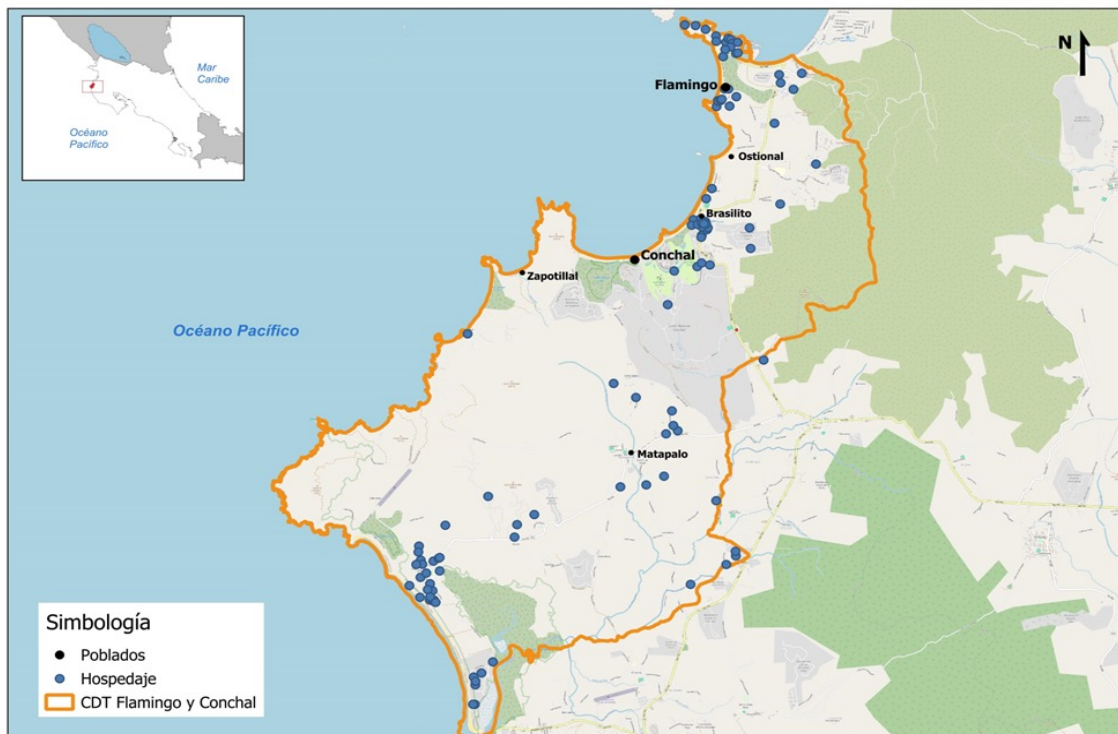 Mar
Caribe
Océano
Pacífico
N
Flamingo
Ostional
Brasilito
Conchal
Zapotillal
Océano Pacífico
Matapalo
Simbología
Poblados
Hospedaje
CDT Flamingo y Conchal